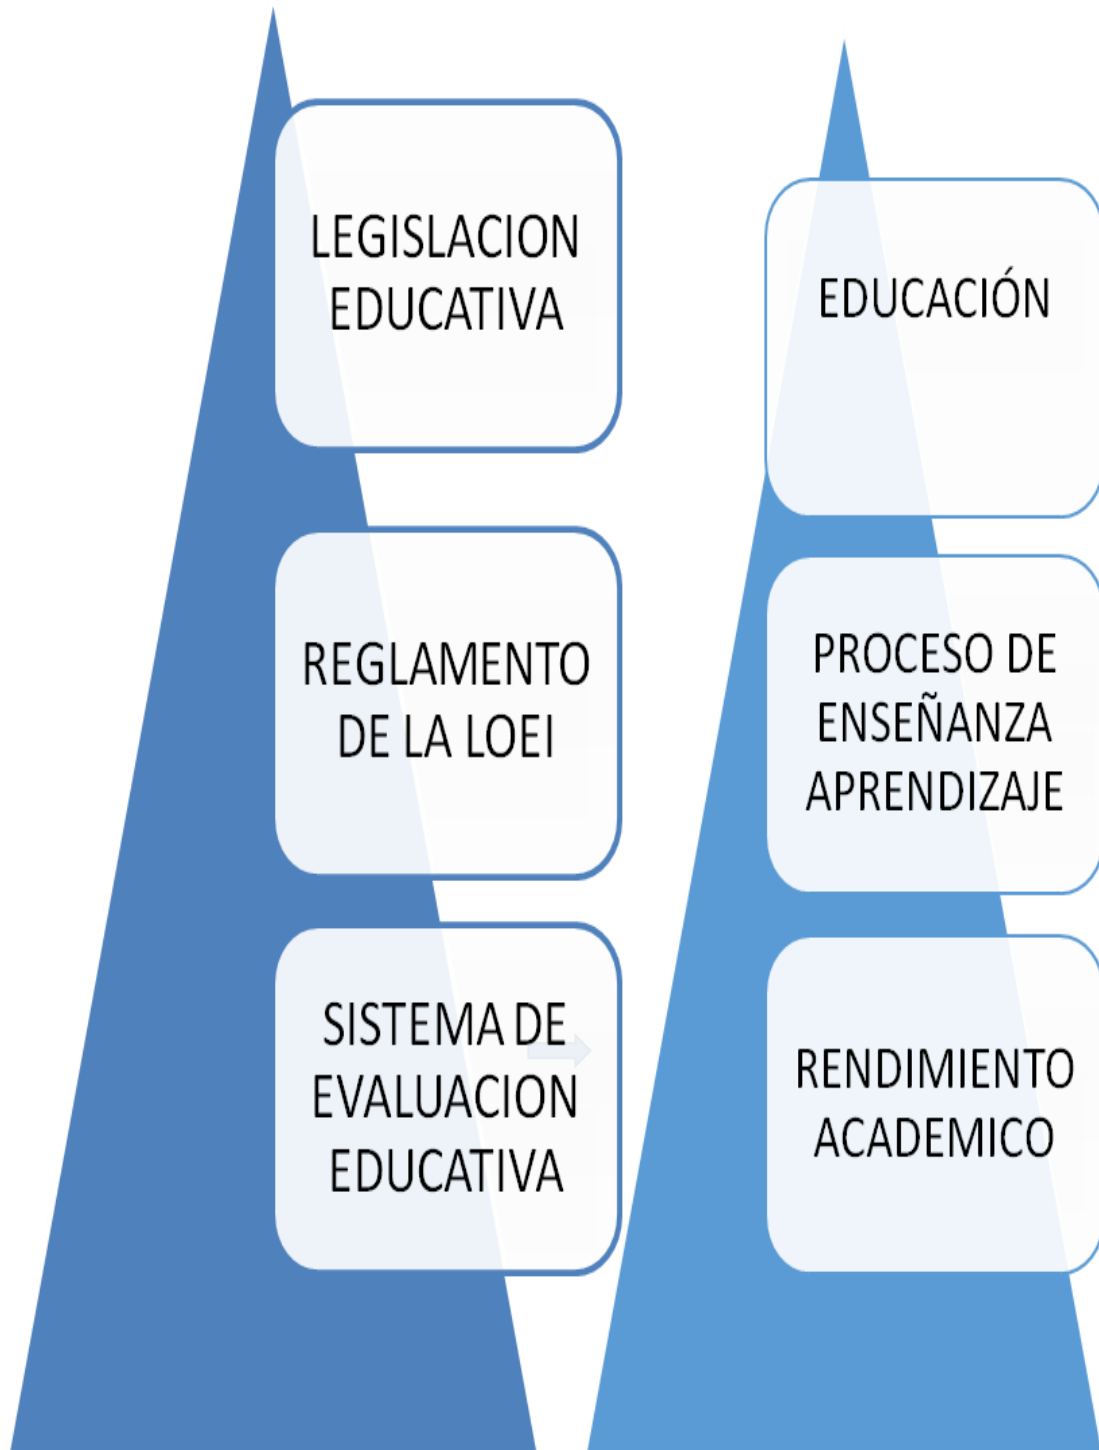 LEGISLACION
EDUCATIVA
REGLAMENTO
DE LA LOEI
SISTEMA DE
EVALUACION
EDUCATIVA
EDUCACIÓN
PROCESO DE
ENSEÑANZA
APRENDIZAJE
RENDIMIENTO
ACADEMICO